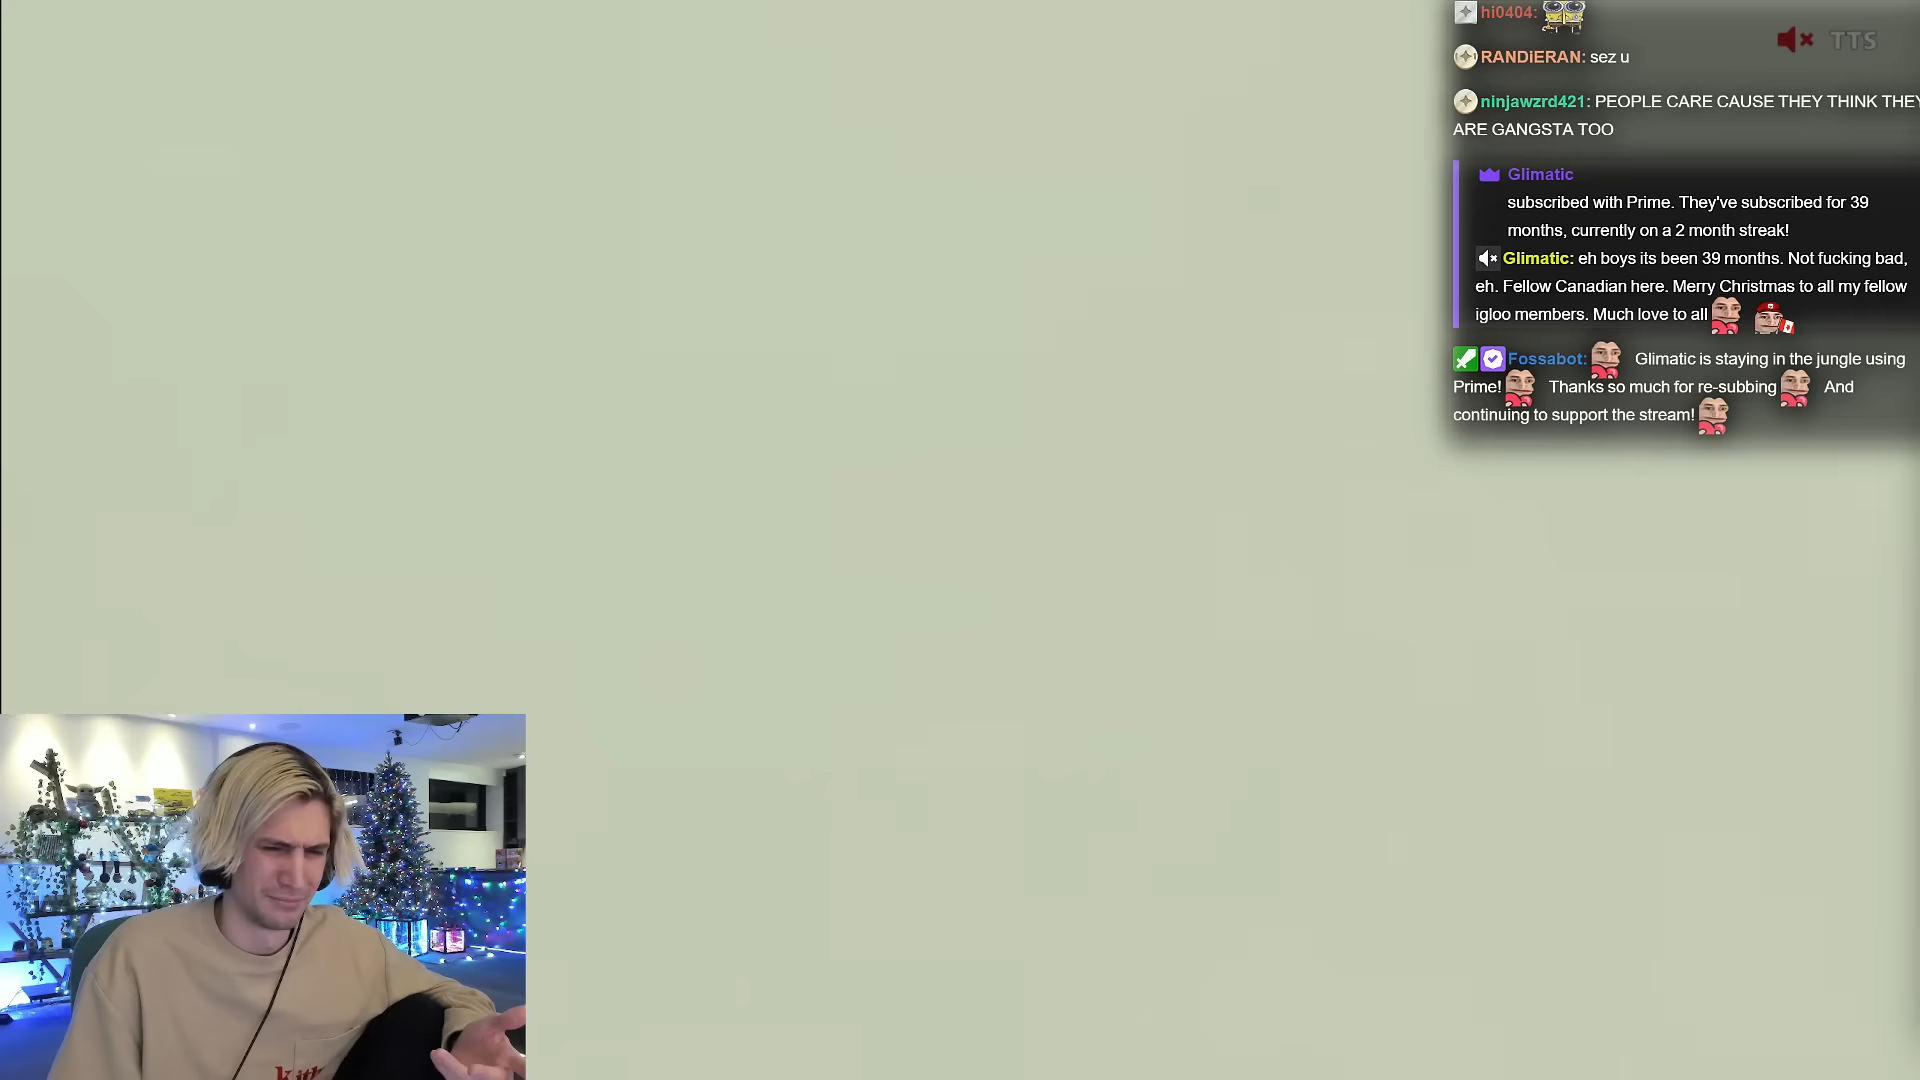 hi0404:
TTS
RANDiERAN: sez u
ninjawzrd421: PEOPLE CARE CAUSE THEY THINK THEY
ARE GANGSTA TOO
Glimatic
subscribed with Prime. They've subscribed for 39
months, currently on a 2 month streak!
Glimatic: eh boys its been 39 months. Not fucking bad,
eh. Fellow Canadian here. Merry Christmas to all my fellow
igloo members. Much love to all
Fossabot: Glimatic is staying in the jungle using
Prime! Thanks so much for re-subbing And
continuing to support the stream!